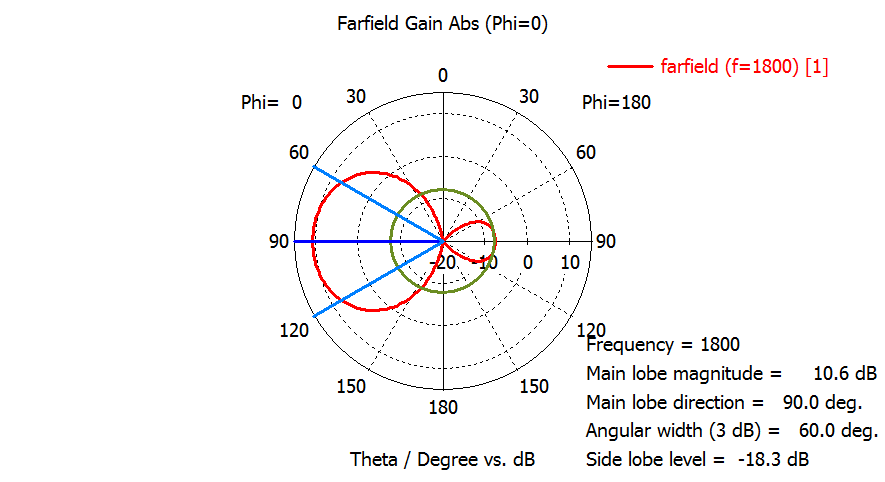 Farfield Gain Abs (Phi=0)
farfield (f=1800) [1]
0
Phi= 0
30
30
Phi=180
60
60
90
-20
-10
0
10
90
120
120
150
150
180
Frequency = 1800
Main lobe magnitude = 10.6 dB
Main lobe direction = 90.0 deg.
Angular width (3 dB) = 60.0 deg.
Side lobe level = -18.3 dB
Theta / Degree vs. dB